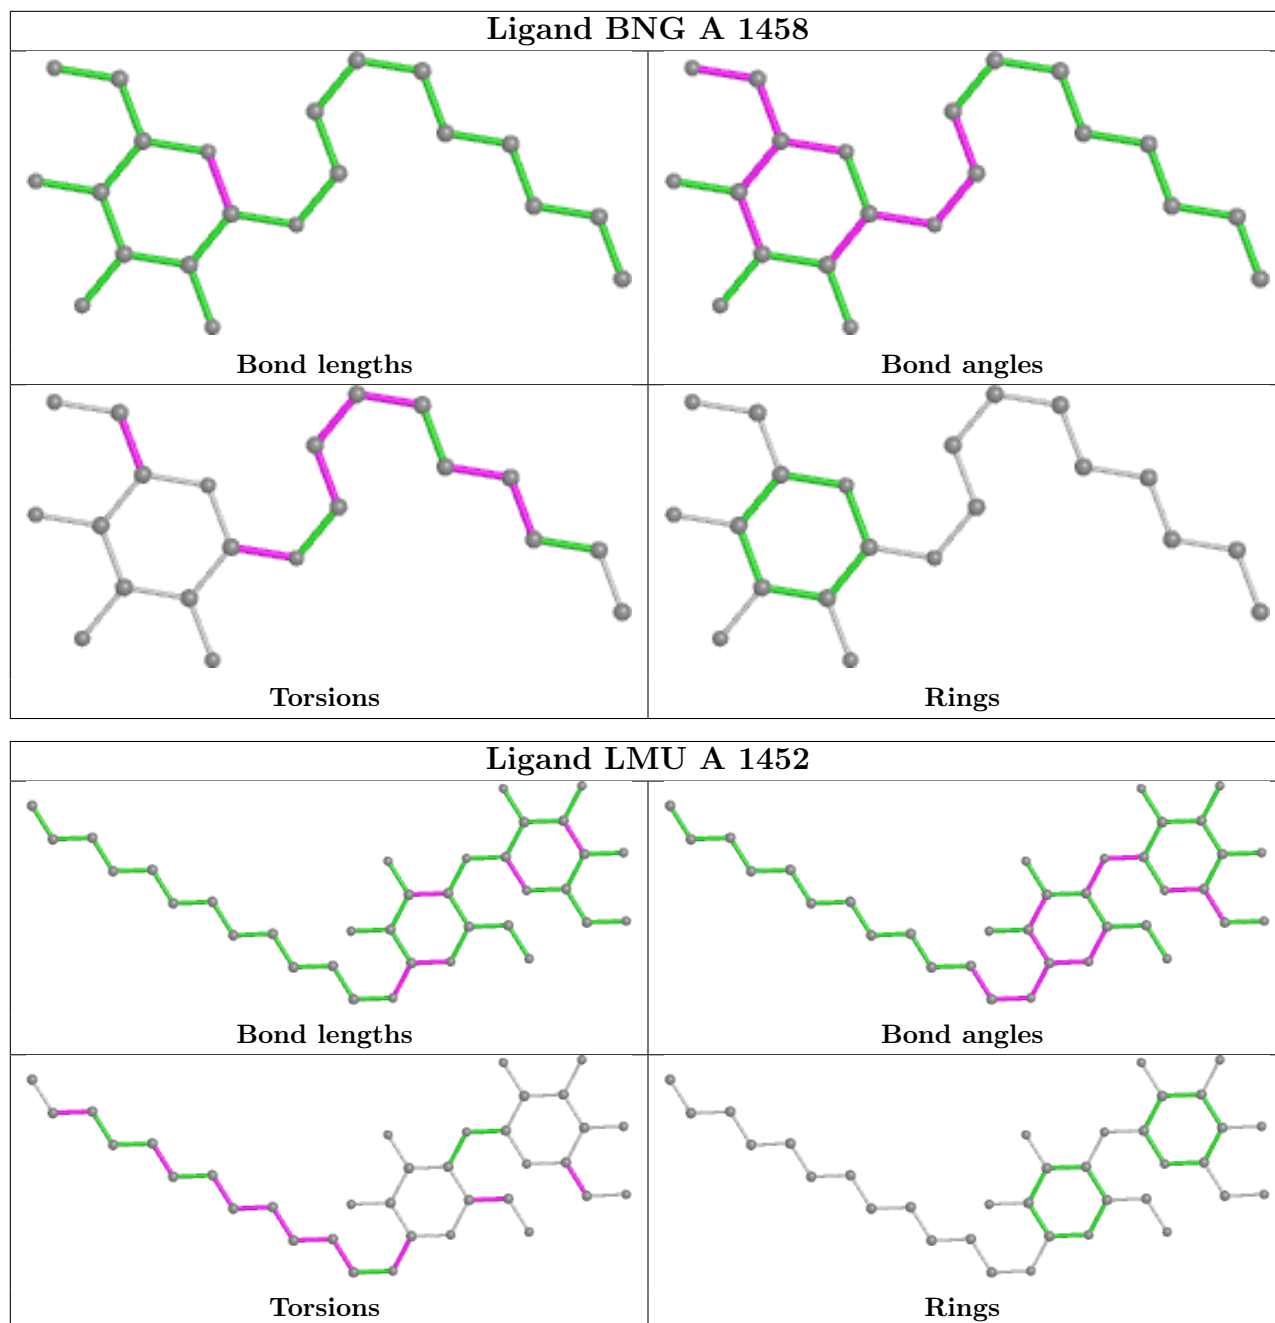 Ligand BNG A 1458
Bond lengths
Bond angles
Torsions
Rings
Ligand LMU A 1452
Bond lengths
Bond angles
Torsions
Rings